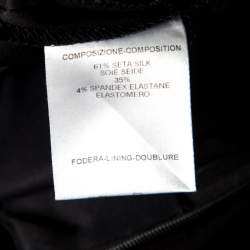 COMPOSIZIONE-COMPOSITION
61% SETA SILK
SOIE SEIDE
35%
4% SPANDEX ELASTANE
ELASTOMERO
FODERA-LINING-DOUBLURE